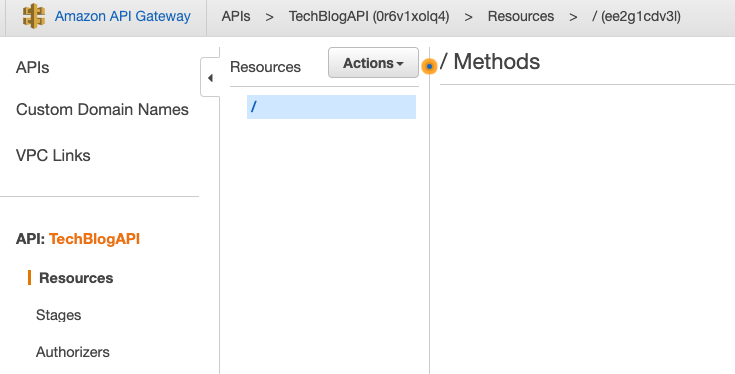 Amazon API Gateway APIs > TechBlogAPI (0r6v1xolq4) > Resources > / (ee2g1cdv3l)
APIs
Custom Domain Names
VPC Links
API: TechBlogAPI
Resources
Stages
Authorizers
Resources Actions
/
/ Methods